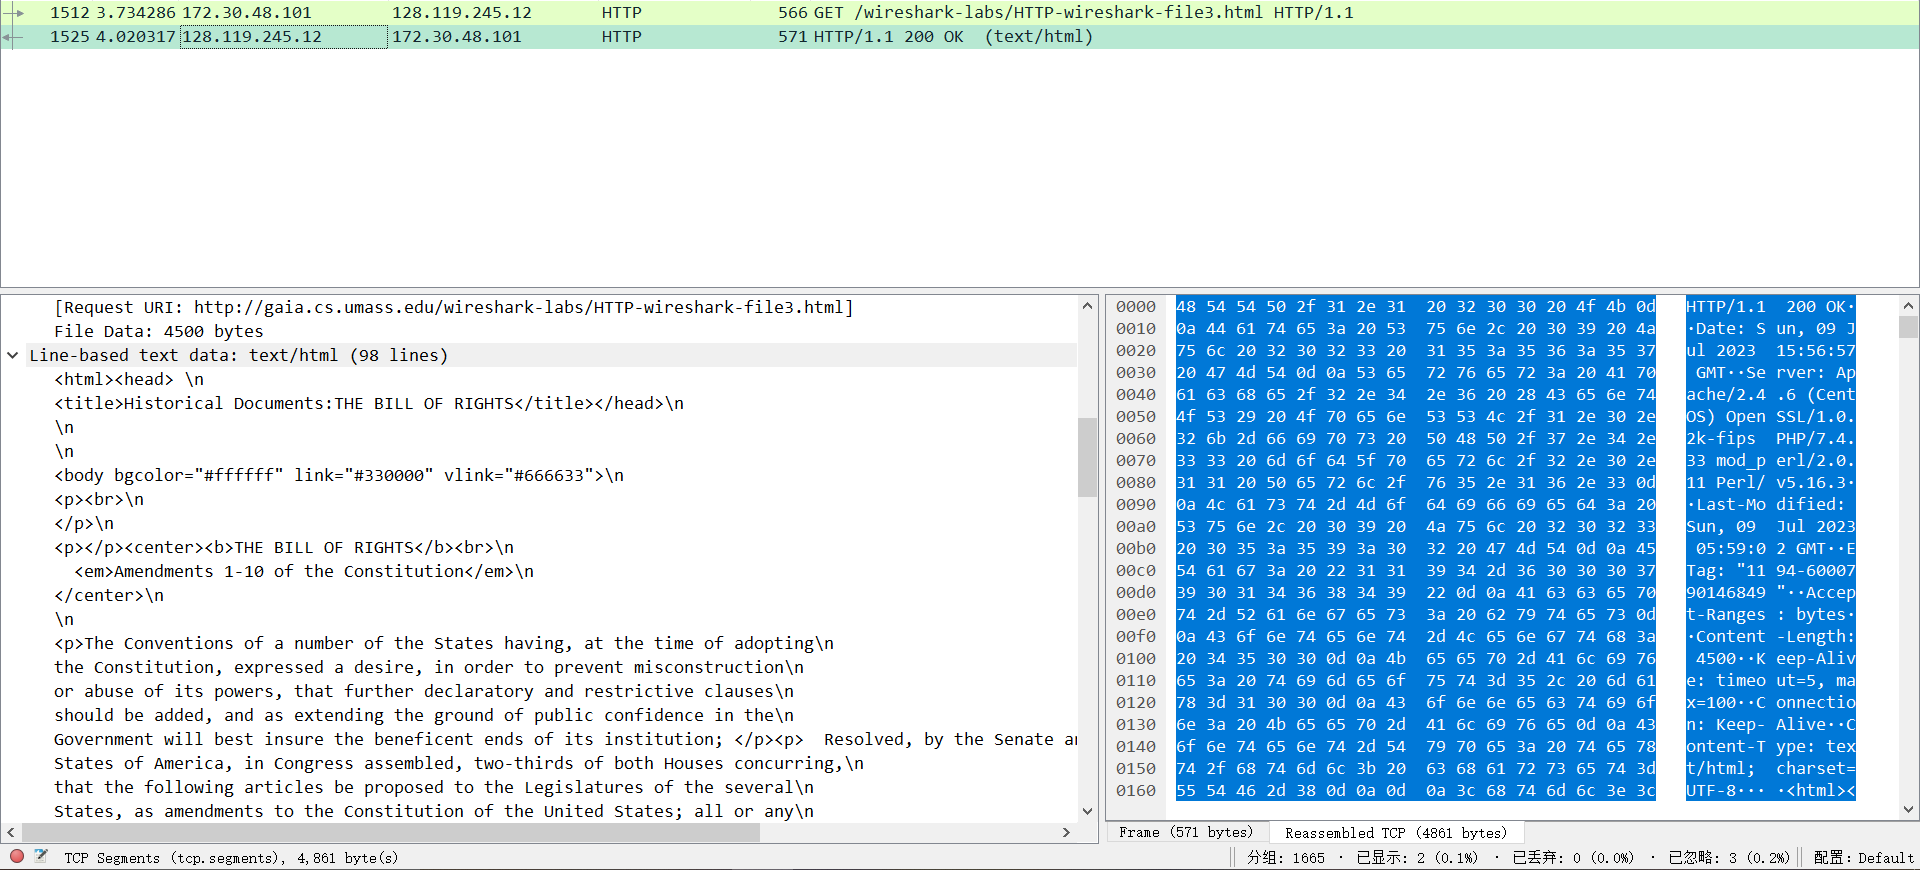 1512 3.734286 172.30.48.101 128.119.245.12 HTTP 566 GET /wireshark-labs/HTTP-wireshark-file3.html HTTP/1.1
1525 4.020317 128.119.245.12 172.30.48.101 HTTP 571 HTTP/1.1 200 OK  (text/html)
[Request URI: http://gaia.cs.umass.edu/wireshark-labs/HTTP-wireshark-file3.html]
File Data: 4500 bytes
Line-based text data: text/html (98 lines)
<html><head> \n
<title>Historical Documents:THE BILL OF RIGHTS</title></head>\n
\n
\n
<body bgcolor="#ffffff" link="#330000" vlink="#666633">\n
<p><br>\n
</p>\n
<p></p><center><b>THE BILL OF RIGHTS</b><br>\n
<em>Amendments 1-10 of the Constitution</em>\n
</center>\n
\n
<p>The Conventions of a number of the States having, at the time of adopting\n
the Constitution, expressed a desire, in order to prevent misconstruction\n
or abuse of its powers, that further declaratory and restrictive clauses\n
should be added, and as extending the ground of public confidence in the\n
Government will best insure the beneficent ends of its institution; </p><p>  Resolved, by the Senate a
States of America, in Congress assembled, two-thirds of both Houses concurring,\n
that the following articles be proposed to the Legislatures of the several\n
States, as amendments to the Constitution of the United States; all or any\n
0000 48 54 54 50 2f 31 2e 31 20 32 30 30 20 4f 4b 0d HTTP/1.1 200 OK·
0010 0a 44 61 74 65 3a 20 53 75 6e 2c 20 30 39 20 4a ·Date: S un, 09 J
0020 75 6c 20 32 30 32 33 20 31 35 3a 35 36 3a 35 37 ul 2023 15:56:57
0030 20 47 4d 54 0d 0a 53 65 72 76 65 72 3a 20 41 70 GMT··Se rver: Ap
0040 61 63 68 65 2f 32 2e 34 2e 36 20 28 43 65 6e 74 ache/2.4 .6 (Cent
0050 4f 53 29 20 4f 70 65 6e 53 53 4c 2f 31 2e 30 2e OS) Open SSL/1.0.
0060 32 6b 2d 66 69 70 73 20 50 48 50 2f 37 2e 34 2e 2k-fips PHP/7.4.
0070 33 33 20 6d 6f 64 5f 70 65 72 6c 2f 32 2e 30 2e 33 mod_p erl/2.0.
0080 31 31 20 50 65 72 6c 2f 76 35 2e 31 36 2e 33 0d 11 Perl/ v5.16.3·
0090 0a 4c 61 73 74 2d 4d 6f 64 69 66 69 65 64 3a 20 ·Last-Mo dified:
00a0 53 75 6e 2c 20 30 39 20 4a 75 6c 20 32 30 32 33 Sun, 09 Jul 2023
00b0 20 30 35 3a 35 39 3a 30 32 20 47 4d 54 0d 0a 45 05:59:0 2 GMT··E
00c0 54 61 67 3a 20 22 31 31 39 34 2d 36 30 30 30 37 Tag: "11 94-60007
00d0 39 30 31 34 36 38 34 39 22 0d 0a 41 63 63 65 70 90146849 "··Accep
00e0 74 2d 52 61 6e 67 65 73 3a 20 62 79 74 65 73 0d t-Ranges : bytes·
00f0 0a 43 6f 6e 74 65 6e 74 2d 4c 65 6e 67 74 68 3a ·Content -Length:
0100 20 34 35 30 30 0d 0a 4b 65 65 70 2d 41 6c 69 76 4500··K eep-Aliv
0110 65 3a 20 74 69 6d 65 6f 75 74 3d 35 2c 20 6d 61 e: timeo ut=5, ma
0120 78 3d 31 30 30 0d 0a 43 6f 6e 6e 65 63 74 69 6f x=100··C onnectio
0130 6e 3a 20 4b 65 65 70 2d 41 6c 69 76 65 0d 0a 43 n: Keep- Alive··C
0140 6f 6e 74 65 6e 74 2d 54 79 70 65 3a 20 74 65 78 ontent-T ype: tex
0150 74 2f 68 74 6d 6c 3b 20 63 68 61 72 73 65 74 3d t/html; charset=
0160 55 54 46 2d 38 0d 0a 0d 0a 3c 68 74 6d 6c 3e 3c UTF-8··· ·<html><
Frame (571 bytes) Reassembled TCP (4861 bytes)
TCP Segments (tcp.segments), 4,861 byte(s) 分组: 1665 · 已显示: 2 (0.1%) · 已丢弃: 0 (0.0%) · 已忽略: 3 (0.2%) 配置: Default